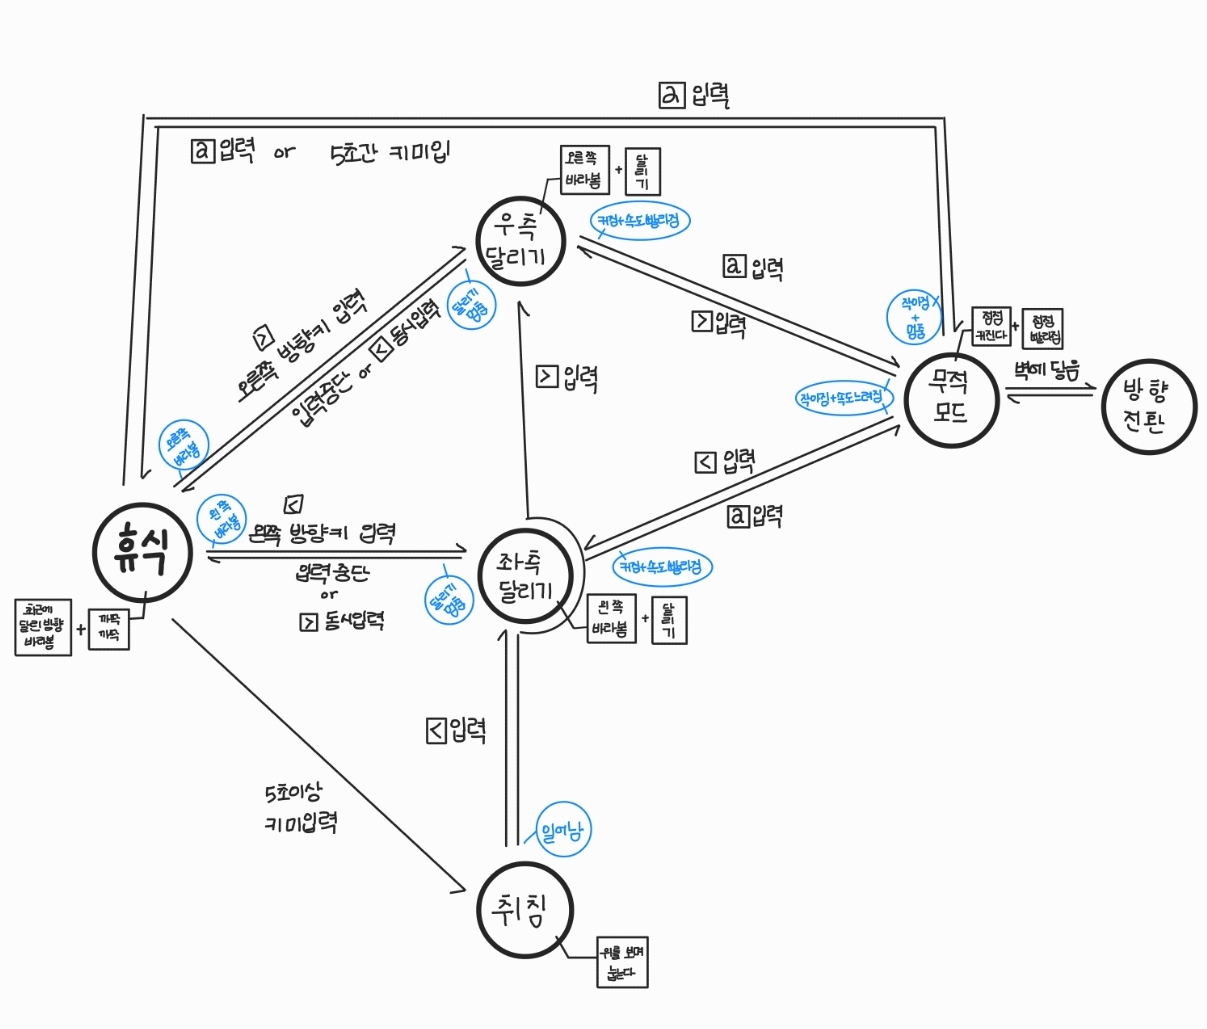 a 입력
a 입력 or 5초간 키미입
오른쪽
바라봄
+
달
리
기
우측
달리기
커짐+속도빨라짐
a 입력
> 입력
달리기
멈춤
>
오른쪽 방향키 입력
입력중단 or < 동시입력
작아짐
+
멈춤
점점
커진다
+
점점
빨라짐
무적
모드
벽에 닿음
방향
전환
> 입력
작아짐+속도느려짐
오른쪽
바라봄
< 입력
a 입력
왼쪽
바라봄
<
왼쪽 방향키 입력
휴식
입력중단
or
> 동시입력
달리기
멈춤
좌측
달리기
커짐+속도빨라짐
왼쪽
바라봄
+
달
리
기
최근에
달린 방향
바라봄
+
까딱
까딱
< 입력
5초이상
키 미입력
일어남
취침
위를 보며
눕는다